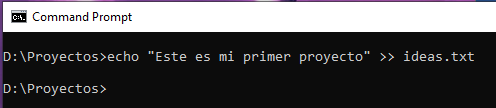 Command Prompt
D:\Proyectos>echo "Este es mi primer proyecto" >> ideas.txt
D:\Proyectos>